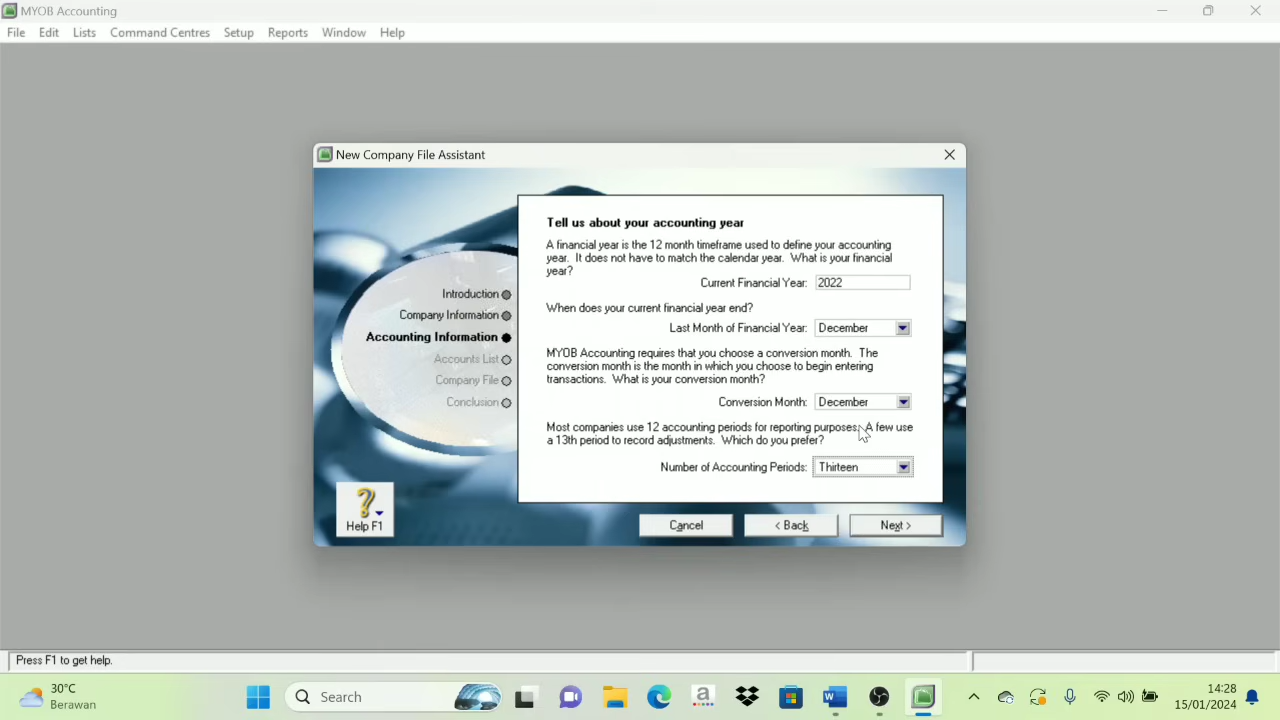 MYOB Accounting
File Edit Lists Command Centres Setup Reports Window Help
New Company File Assistant
Introduction
Company Information
Accounting Information
Accounts List
Company File
Conclusion
Help F1
Tell us about your accounting year
A financial year is the 12 month timeframe used to define your accounting
year. It does not have to match the calendar year. What is your financial
year?
Current Financial Year: 2022
When does your current financial year end?
Last Month of Financial Year: December
MYOB Accounting requires that you choose a conversion month. The
conversion month is the month in which you choose to begin entering
transactions. What is your conversion month?
Conversion Month: December
Most companies use 12 accounting periods for reporting purposes. A few use
a 13th period to record adjustments. Which do you prefer?
Number of Accounting Periods: Thirteen
Cancel < Back Next >
Press F1 to get help.
30°C
Berawan
Search
14:28
15/01/2024